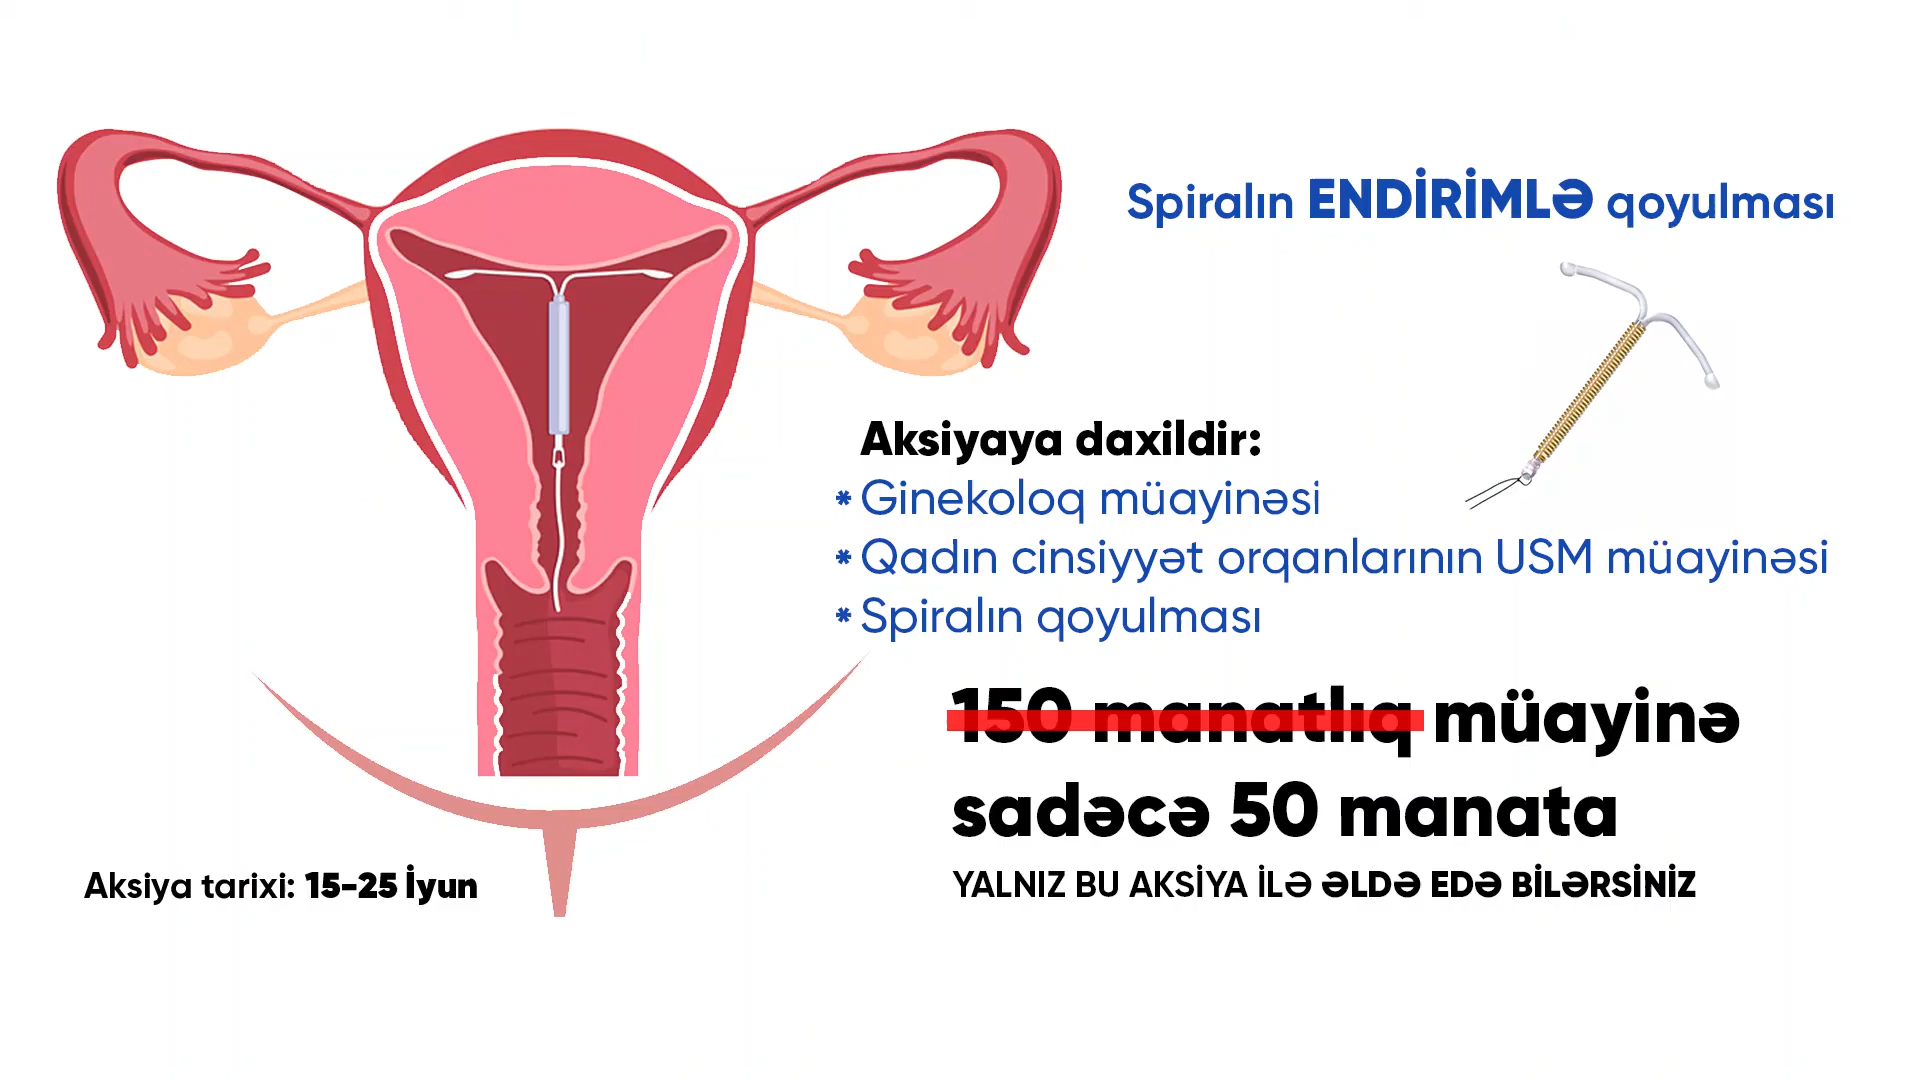 Spiralın ENDİRİMLƏ qoyulması
Aksiyaya daxildir:
* Ginekoloq müayinəsi
* Qadın cinsiyyət orqanlarının USM müayinəsi
* Spiralın qoyulması
150 manatlıq müayinə
sadəcə 50 manata
YALNIZ BU AKSİYA İLƏ ƏLDƏ EDƏ BİLƏRSİNİZ
Aksiya tarixi: 15-25 İyun